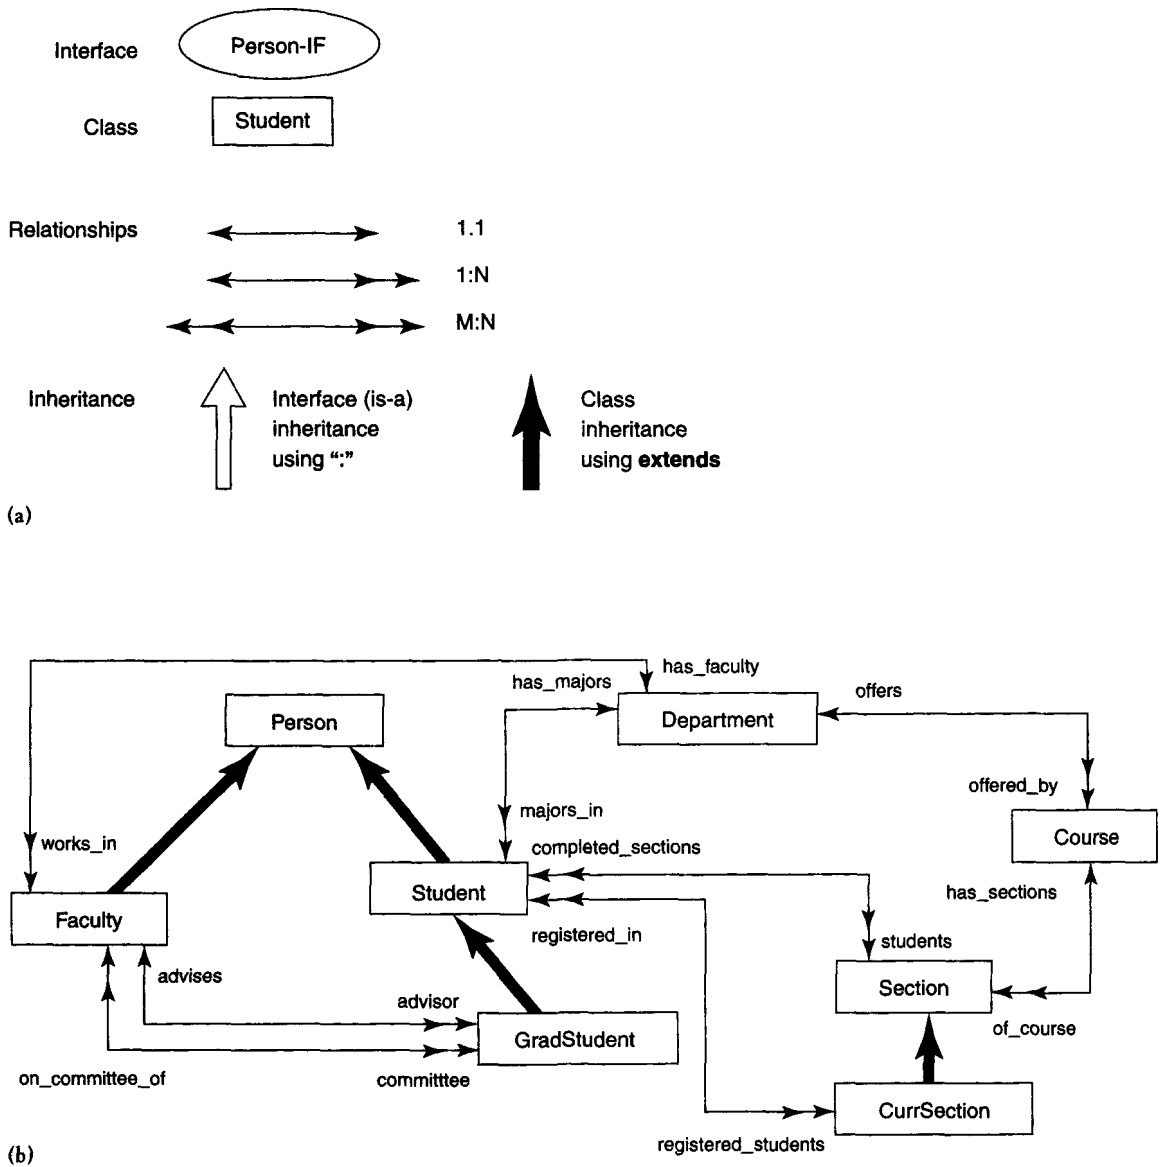 Interface
Person-IF
Class
Student
Relationships
1.1
1:N
M:N
Inheritance
Interface (is-a)
inheritance
using “:”
Class
inheritance
using extends
(a)
has_faculty
has_majors
offers
Person
Department
offered_by
majors_in
works_in
completed_sections
Course
Student
has_sections
Faculty
registered_in
students
advises
Section
advisor
of_course
GradStudent
on_committee_of
committtee
CurrSection
registered_students
(b)